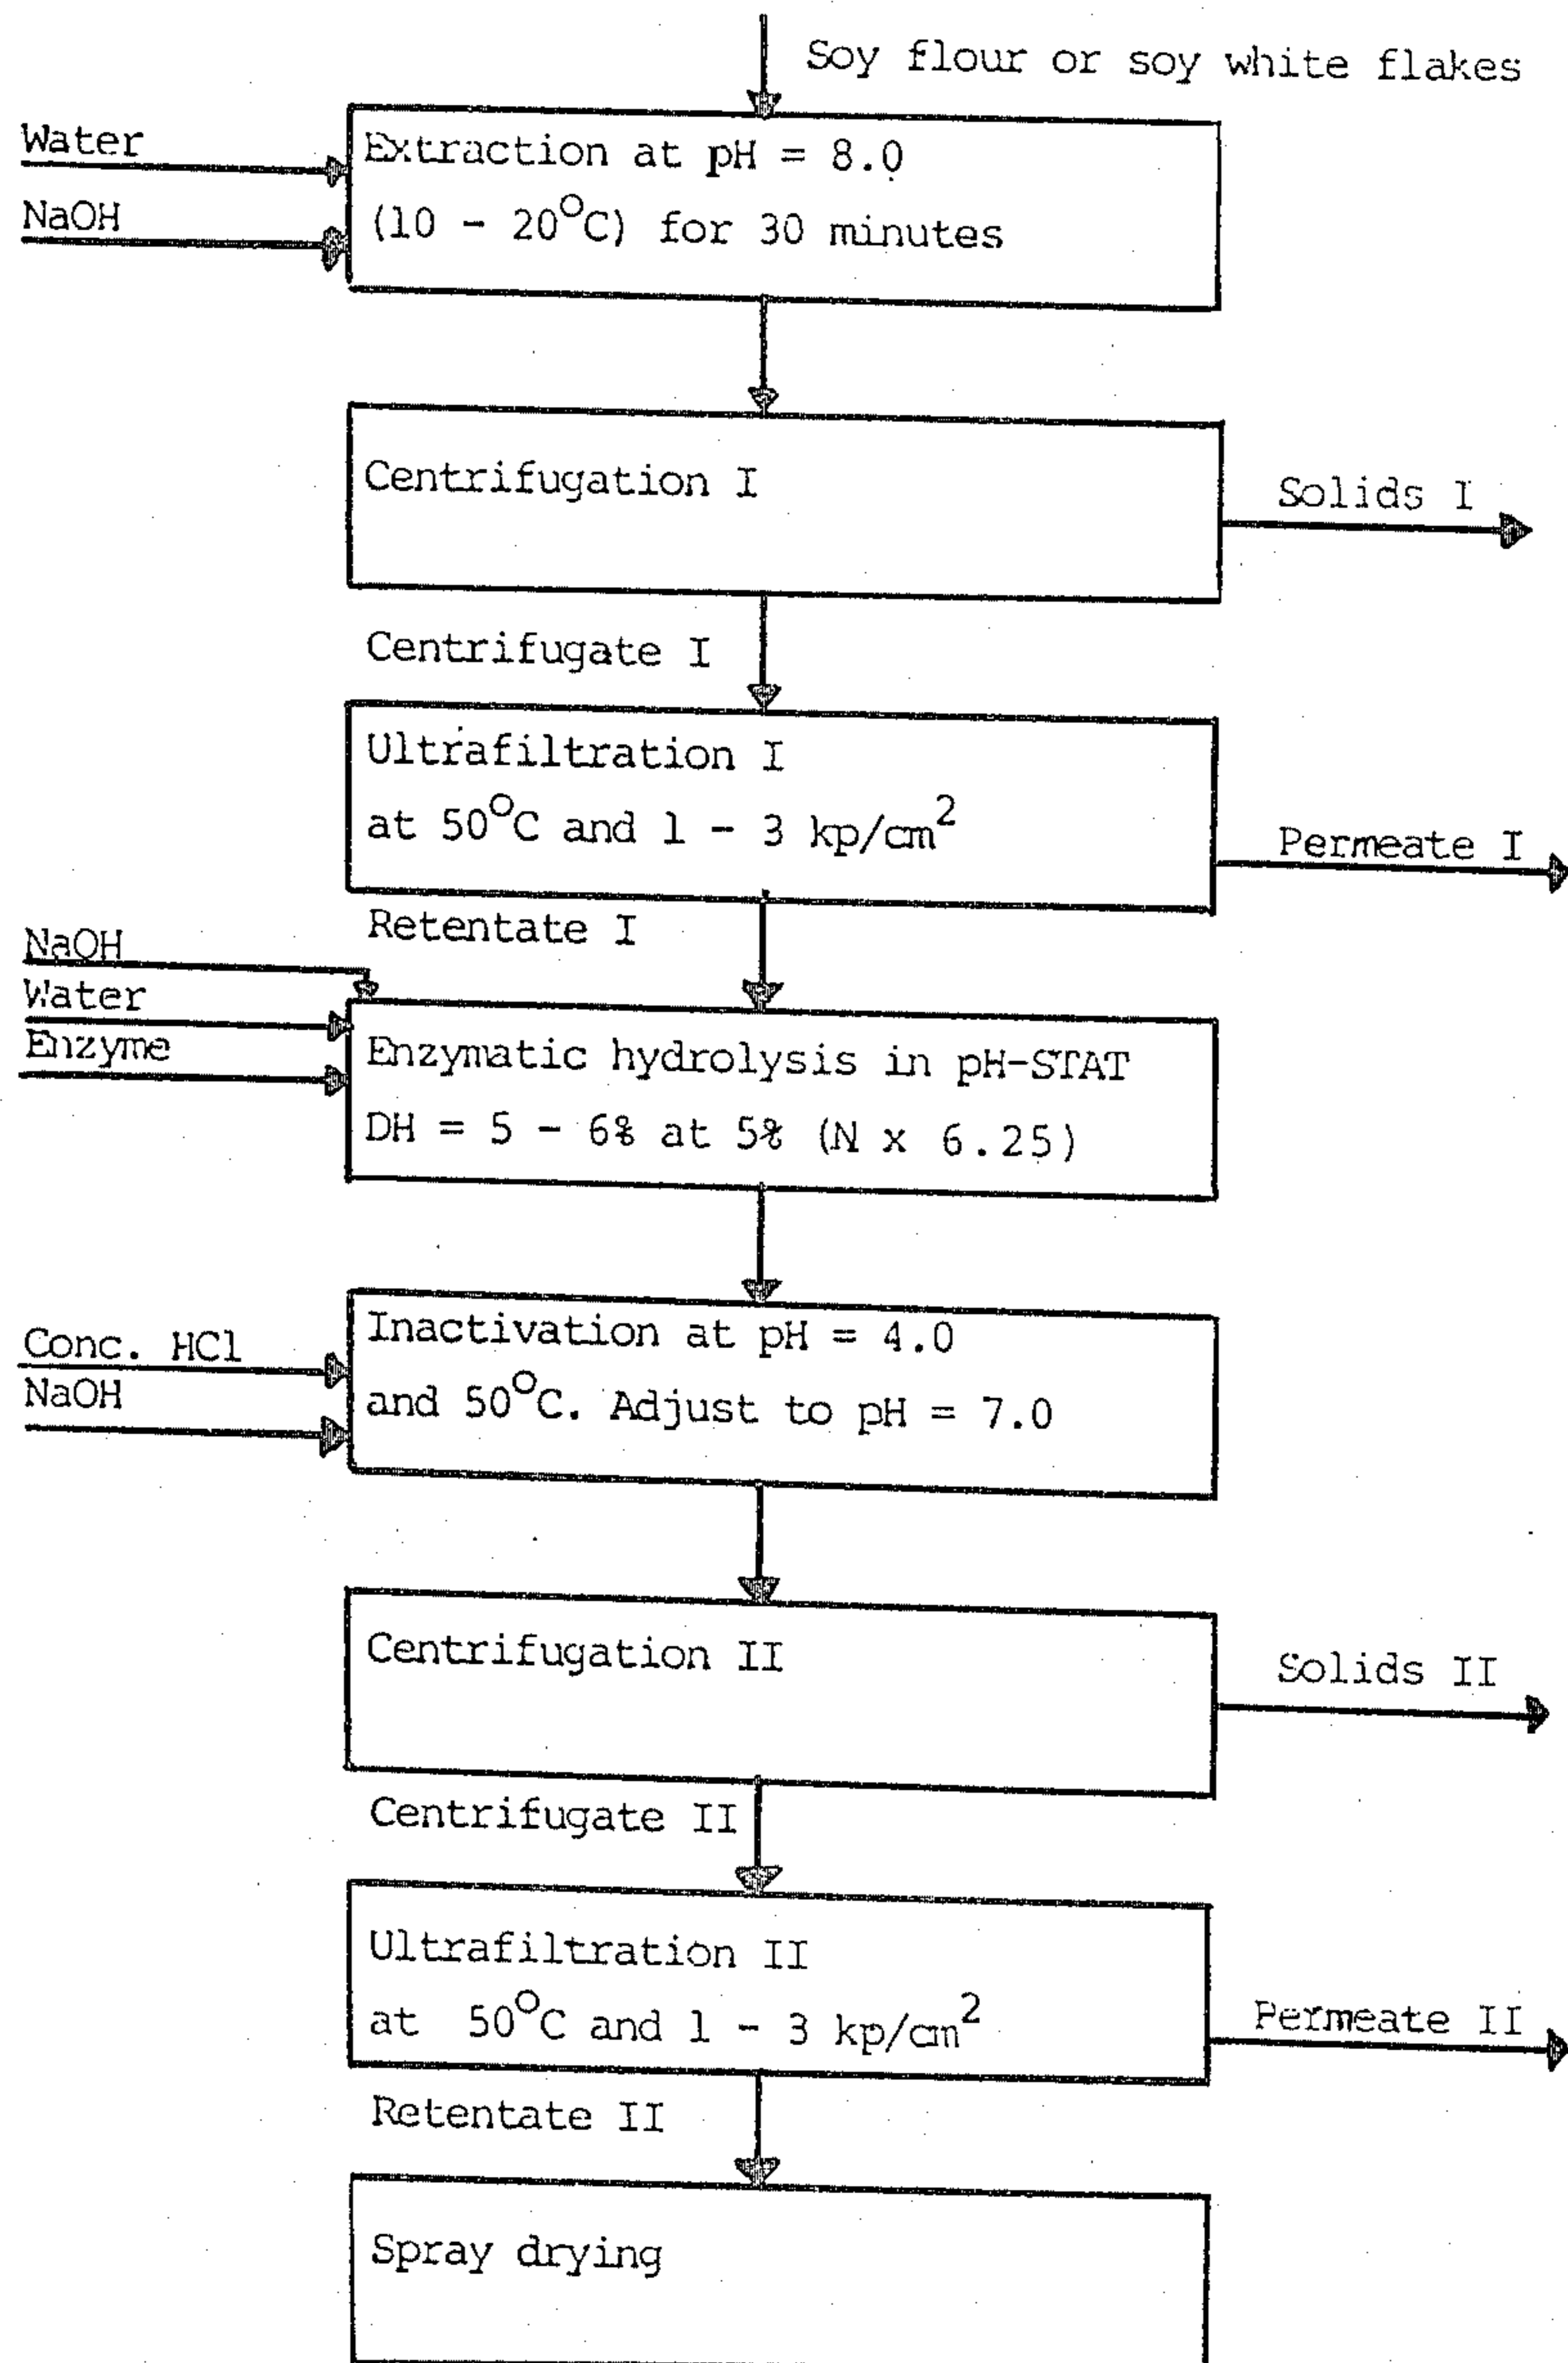 Soy flour or soy white flakes
Water
Extraction at pH = 8.0
NaOH
(10 - 20°C) for 30 minutes
Centrifugation I
Solids I
Centrifugate I
Ultrafiltration I
at 50°C and 1 - 3 kp/cm²
Permeate I
Retentate I
NaOH
Water
Enzyme
Enzymatic hydrolysis in pH-STAT
DH = 5 - 6% at 5% (N x 6.25)
Conc. HCl
Inactivation at pH = 4.0
NaOH
and 50°C. Adjust to pH = 7.0
Centrifugation II
Solids II
Centrifugate II
Ultrafiltration II
at 50°C and 1 - 3 kp/cm²
Permeate II
Retentate II
Spray drying